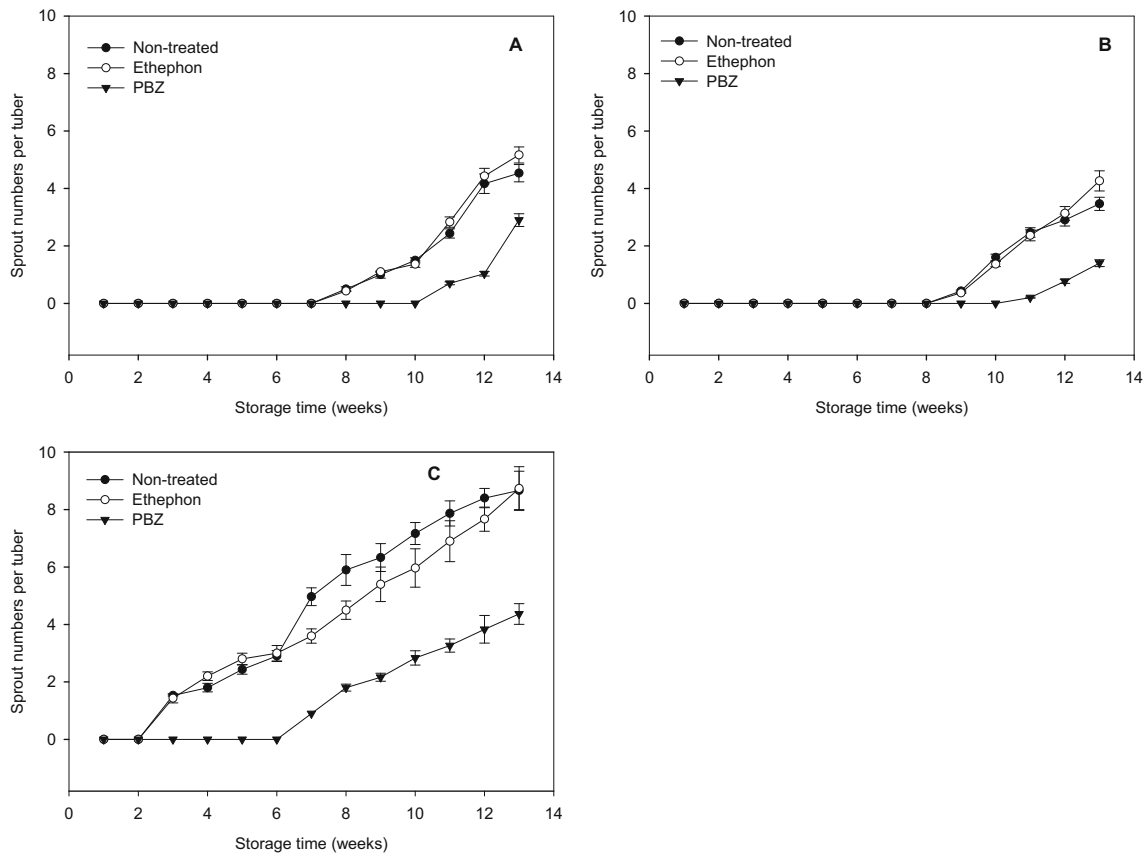 A
Non-treated
Ethephon
PBZ
10
8
6
4
2
0
Sprout numbers per tuber
0 2 4 6 8 10 12 14
Storage time (weeks)
B
Non-treated
Ethephon
PBZ
10
8
6
4
2
0
Sprout numbers per tuber
0 2 4 6 8 10 12 14
Storage time (weeks)
C
Non-treated
Ethephon
PBZ
10
8
6
4
2
0
Sprout numbers per tuber
0 2 4 6 8 10 12 14
Storage time (weeks)